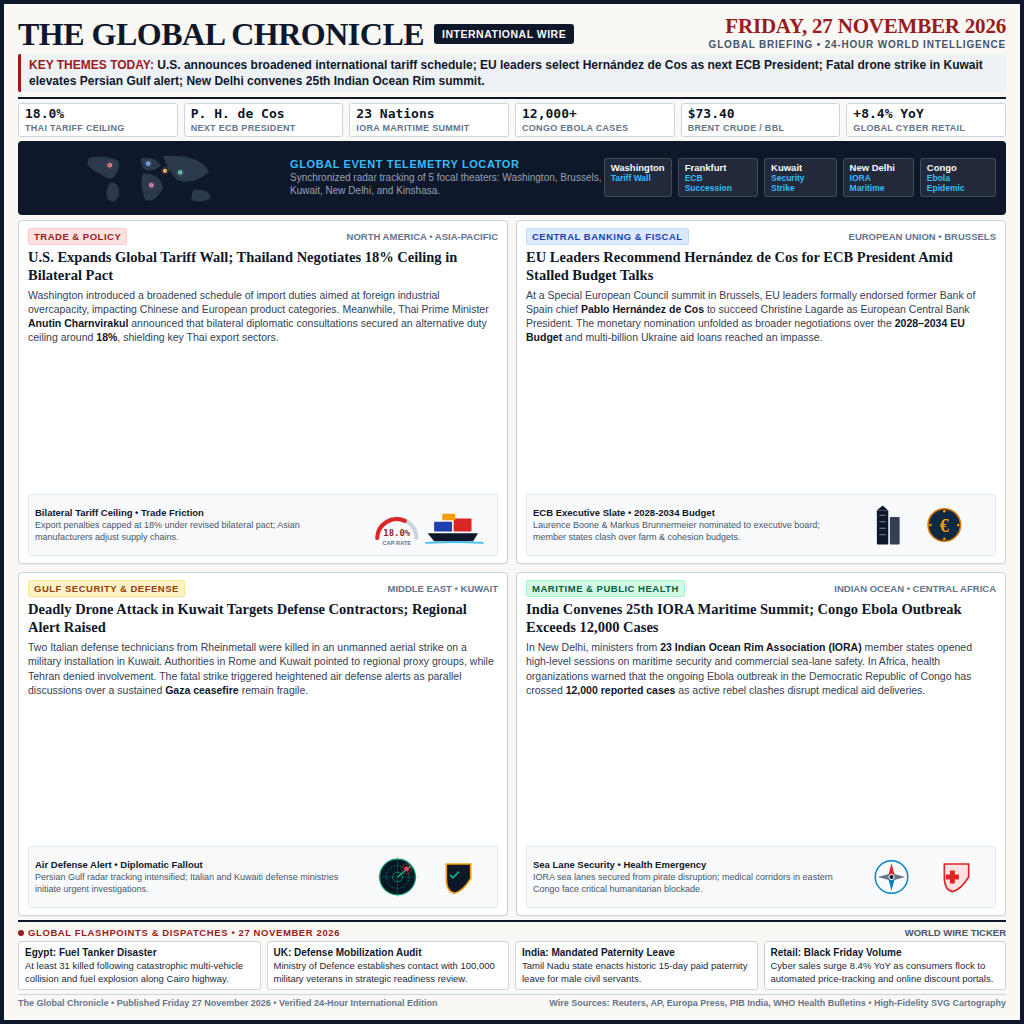 THE GLOBAL CHRONICLE
INTERNATIONAL WIRE
FRIDAY, 27 NOVEMBER 2026
GLOBAL BRIEFING • 24-HOUR WORLD INTELLIGENCE
KEY THEMES TODAY: U.S. announces broadened international tariff schedule; EU leaders select Hernández de Cos as next ECB President; Fatal drone strike in Kuwait
elevates Persian Gulf alert; New Delhi convenes 25th Indian Ocean Rim summit.
18.0%
THAI TARIFF CEILING
P. H. de Cos
NEXT ECB PRESIDENT
23 Nations
IORA MARITIME SUMMIT
12,000+
CONGO EBOLA CASES
$73.40
BRENT CRUDE / BBL
+8.4% YoY
GLOBAL CYBER RETAIL
GLOBAL EVENT TELEMETRY LOCATOR
Synchronized radar tracking of 5 focal theaters: Washington, Brussels,
Kuwait, New Delhi, and Kinshasa.
Washington
Tariff Wall
Frankfurt
ECB
Succession
Kuwait
Security
Strike
New Delhi
IORA
Maritime
Congo
Ebola
Epidemic
TRADE & POLICY
NORTH AMERICA • ASIA-PACIFIC
U.S. Expands Global Tariff Wall; Thailand Negotiates 18% Ceiling in
Bilateral Pact
Washington introduced a broadened schedule of import duties aimed at foreign industrial
overcapacity, impacting Chinese and European product categories. Meanwhile, Thai Prime Minister
Anutin Charnvirakul announced that bilateral diplomatic consultations secured an alternative duty
ceiling around 18%, shielding key Thai export sectors.
Bilateral Tariff Ceiling • Trade Friction
Export penalties capped at 18% under revised bilateral pact; Asian
manufacturers adjust supply chains.
18.0%
CAP RATE
CENTRAL BANKING & FISCAL
EUROPEAN UNION • BRUSSELS
EU Leaders Recommend Hernández de Cos for ECB President Amid
Stalled Budget Talks
At a Special European Council summit in Brussels, EU leaders formally endorsed former Bank of
Spain chief Pablo Hernández de Cos to succeed Christine Lagarde as European Central Bank
President. The monetary nomination unfolded as broader negotiations over the 2028–2034 EU
Budget and multi-billion Ukraine aid loans reached an impasse.
ECB Executive Slate • 2028-2034 Budget
Laurence Boone & Markus Brunnermeier nominated to executive board;
member states clash over farm & cohesion budgets.
€
GULF SECURITY & DEFENSE
MIDDLE EAST • KUWAIT
Deadly Drone Attack in Kuwait Targets Defense Contractors; Regional
Alert Raised
Two Italian defense technicians from Rheinmetall were killed in an unmanned aerial strike on a
military installation in Kuwait. Authorities in Rome and Kuwait pointed to regional proxy groups, while
Tehran denied involvement. The fatal strike triggered heightened air defense alerts as parallel
discussions over a sustained Gaza ceasefire remain fragile.
Air Defense Alert • Diplomatic Fallout
Persian Gulf radar tracking intensified; Italian and Kuwaiti defense ministries
initiate urgent investigations.
MARITIME & PUBLIC HEALTH
INDIAN OCEAN • CENTRAL AFRICA
India Convenes 25th IORA Maritime Summit; Congo Ebola Outbreak
Exceeds 12,000 Cases
In New Delhi, ministers from 23 Indian Ocean Rim Association (IORA) member states opened
high-level sessions on maritime security and commercial sea-lane safety. In Africa, health
organizations warned that the ongoing Ebola outbreak in the Democratic Republic of Congo has
crossed 12,000 reported cases as active rebel clashes disrupt medical aid deliveries.
Sea Lane Security • Health Emergency
IORA sea lanes secured from pirate disruption; medical corridors in eastern
Congo face critical humanitarian blockade.
GLOBAL FLASHPOINTS & DISPATCHES • 27 NOVEMBER 2026
WORLD WIRE TICKER
Egypt: Fuel Tanker Disaster
At least 31 killed following catastrophic multi-vehicle
collision and fuel explosion along Cairo highway.
UK: Defense Mobilization Audit
Ministry of Defence establishes contact with 100,000
military veterans in strategic readiness review.
India: Mandated Paternity Leave
Tamil Nadu state enacts historic 15-day paid paternity
leave for male civil servants.
Retail: Black Friday Volume
Cyber sales surge 8.4% YoY as consumers flock to
automated price-tracking and online discount portals.
The Global Chronicle • Published Friday 27 November 2026 • Verified 24-Hour International Edition
Wire Sources: Reuters, AP, Europa Press, PIB India, WHO Health Bulletins • High-Fidelity SVG Cartography